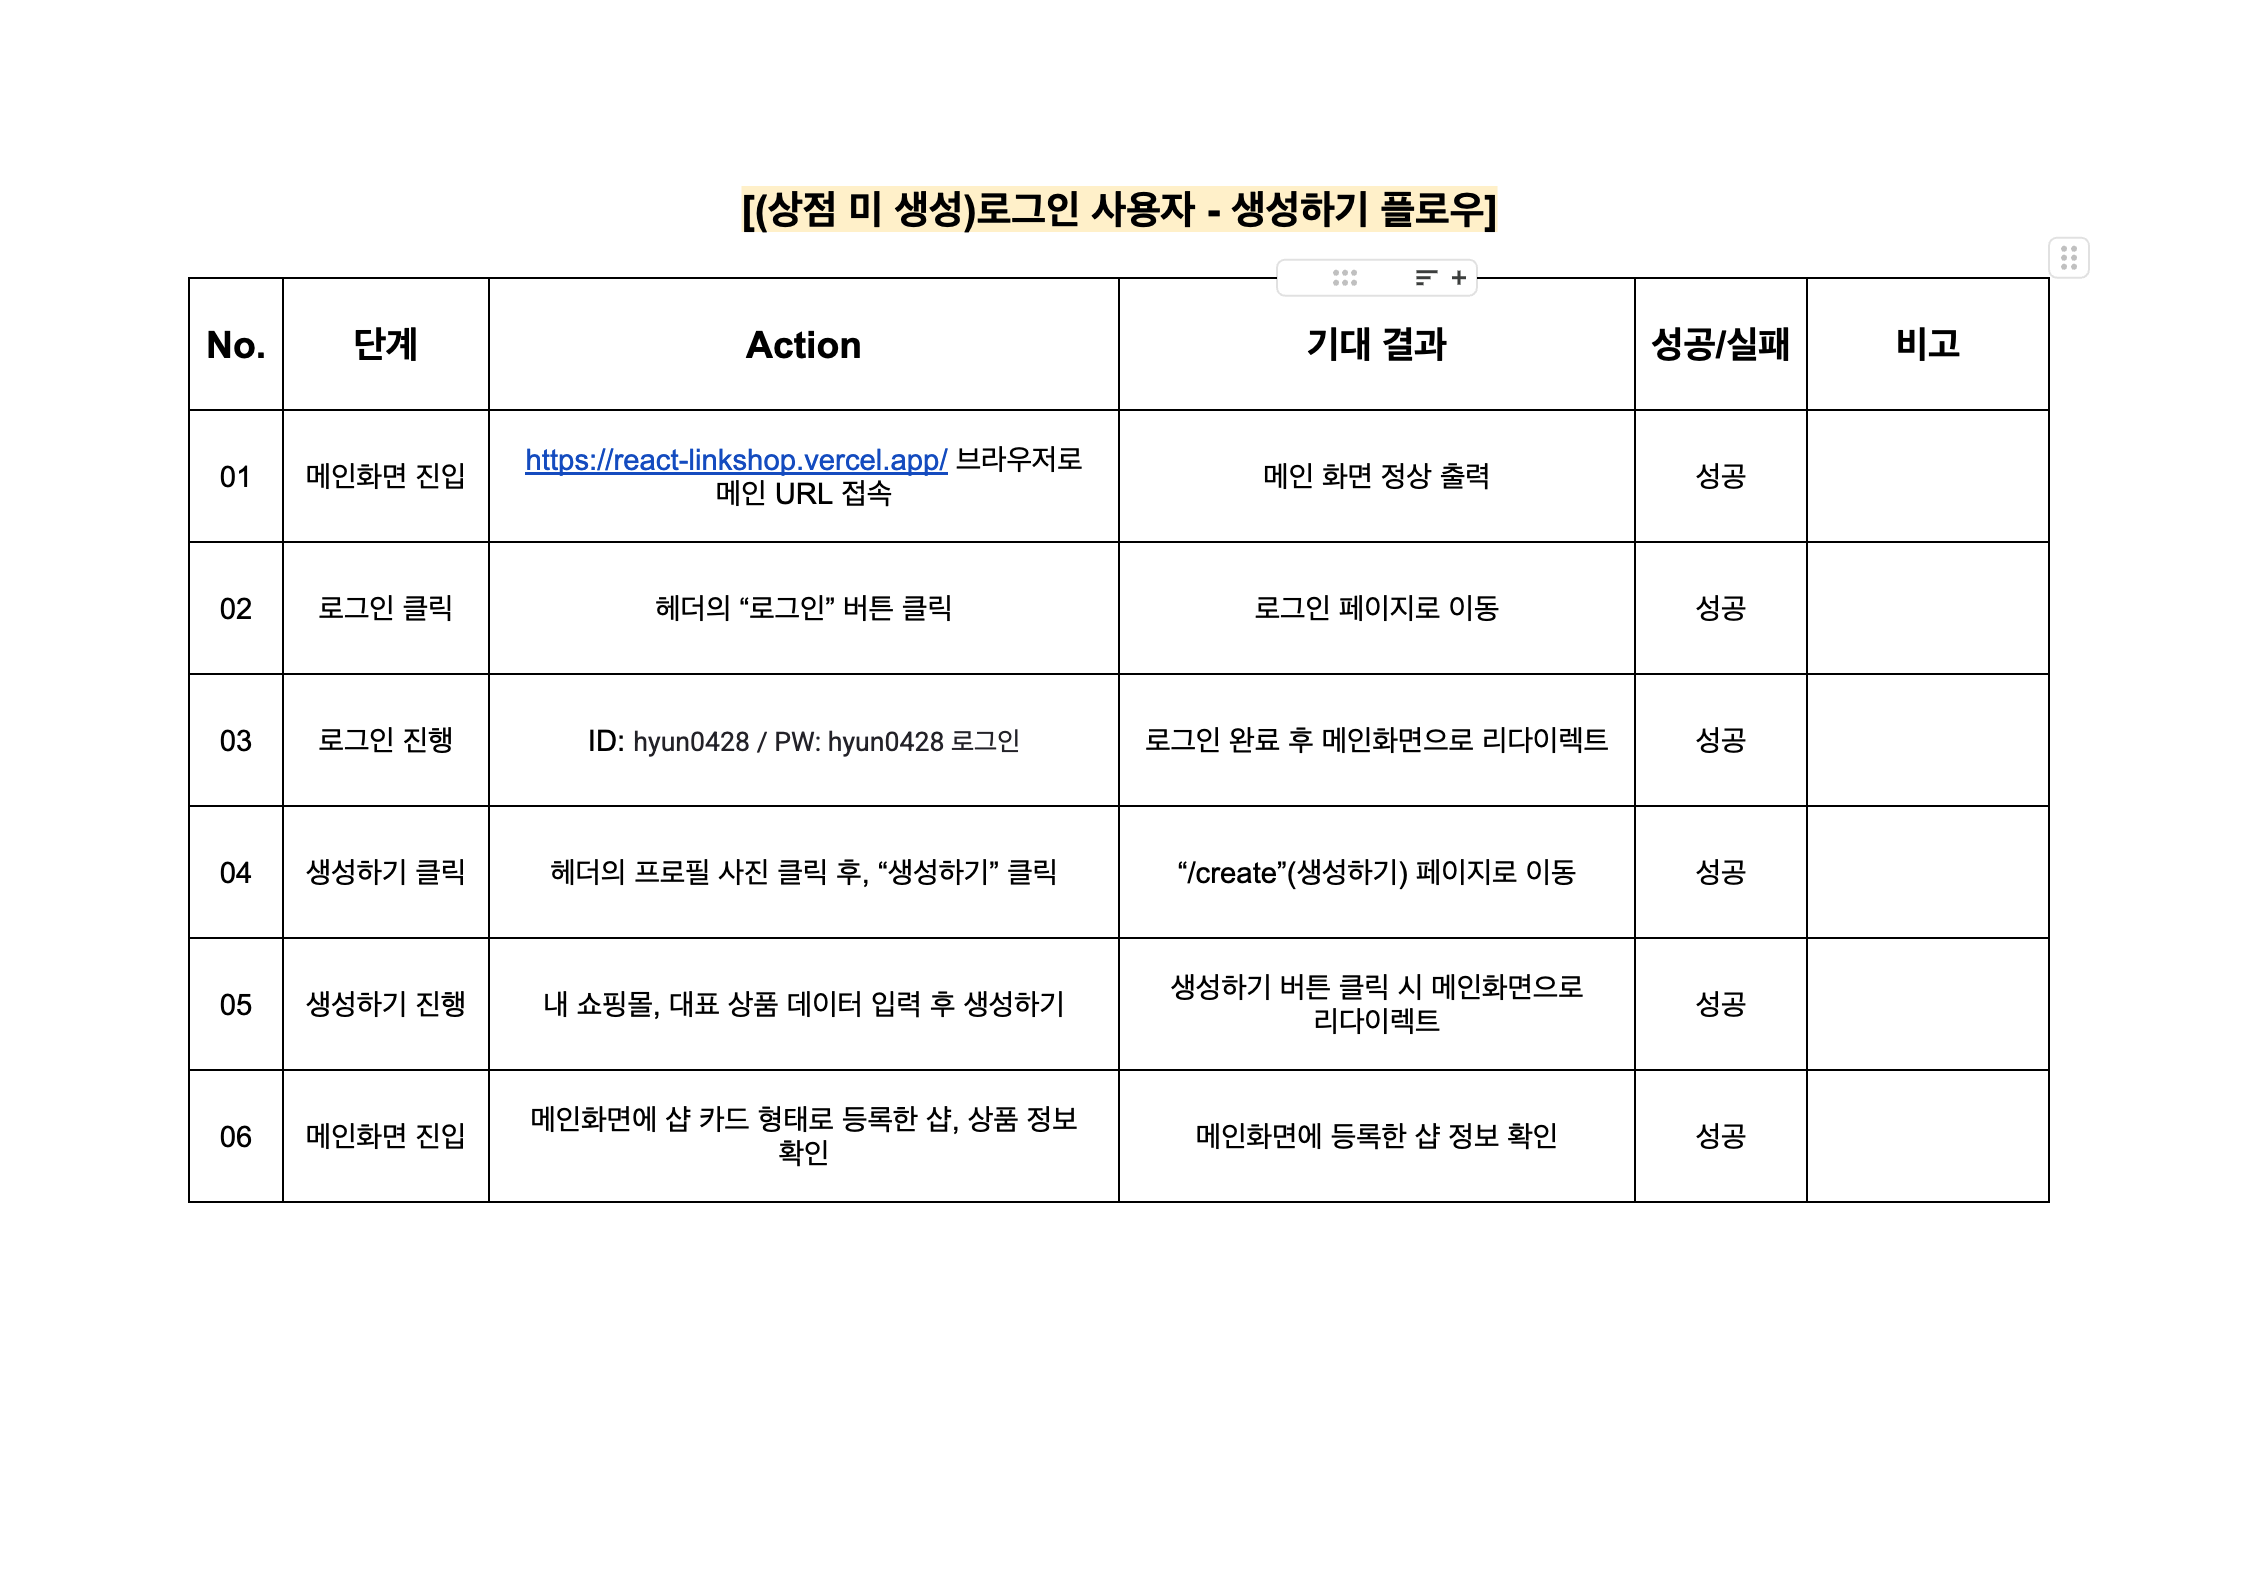 [(상점 미 생성)로그인 사용자 - 생성하기 플로우]
No.
단계
Action
기대 결과
성공/실패
비고
01
메인화면 진입
https://react-linkshop.vercel.app/ 브라우저로
메인 URL 접속
메인 화면 정상 출력
성공
02
로그인 클릭
헤더의 “로그인” 버튼 클릭
로그인 페이지로 이동
성공
03
로그인 진행
ID: hyun0428 / PW: hyun0428 로그인
로그인 완료 후 메인화면으로 리다이렉트
성공
04
생성하기 클릭
헤더의 프로필 사진 클릭 후, “생성하기” 클릭
“/create”(생성하기) 페이지로 이동
성공
05
생성하기 진행
내 쇼핑몰, 대표 상품 데이터 입력 후 생성하기
생성하기 버튼 클릭 시 메인화면으로
리다이렉트
성공
06
메인화면 진입
메인화면에 샵 카드 형태로 등록한 샵, 상품 정보
확인
메인화면에 등록한 샵 정보 확인
성공